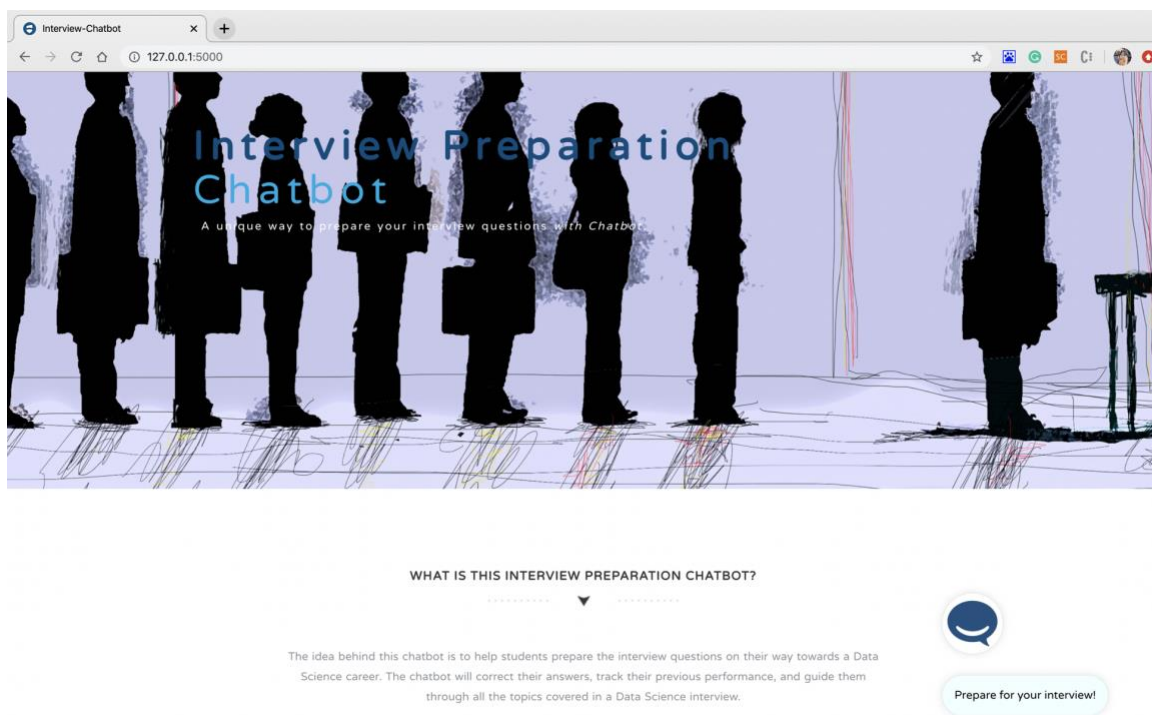 Interview-Chatbot
127.0.0.1:5000
SC
Interview Preparation
Chatbot
A unique way to prepare your interview questions with Chatbot
WHAT IS THIS INTERVIEW PREPARATION CHATBOT?
The idea behind this chatbot is to help students prepare the interview questions on their way towards a Data
Science career. The chatbot will correct their answers, track their previous performance, and guide them
through all the topics covered in a Data Science interview.
Prepare for your interview!